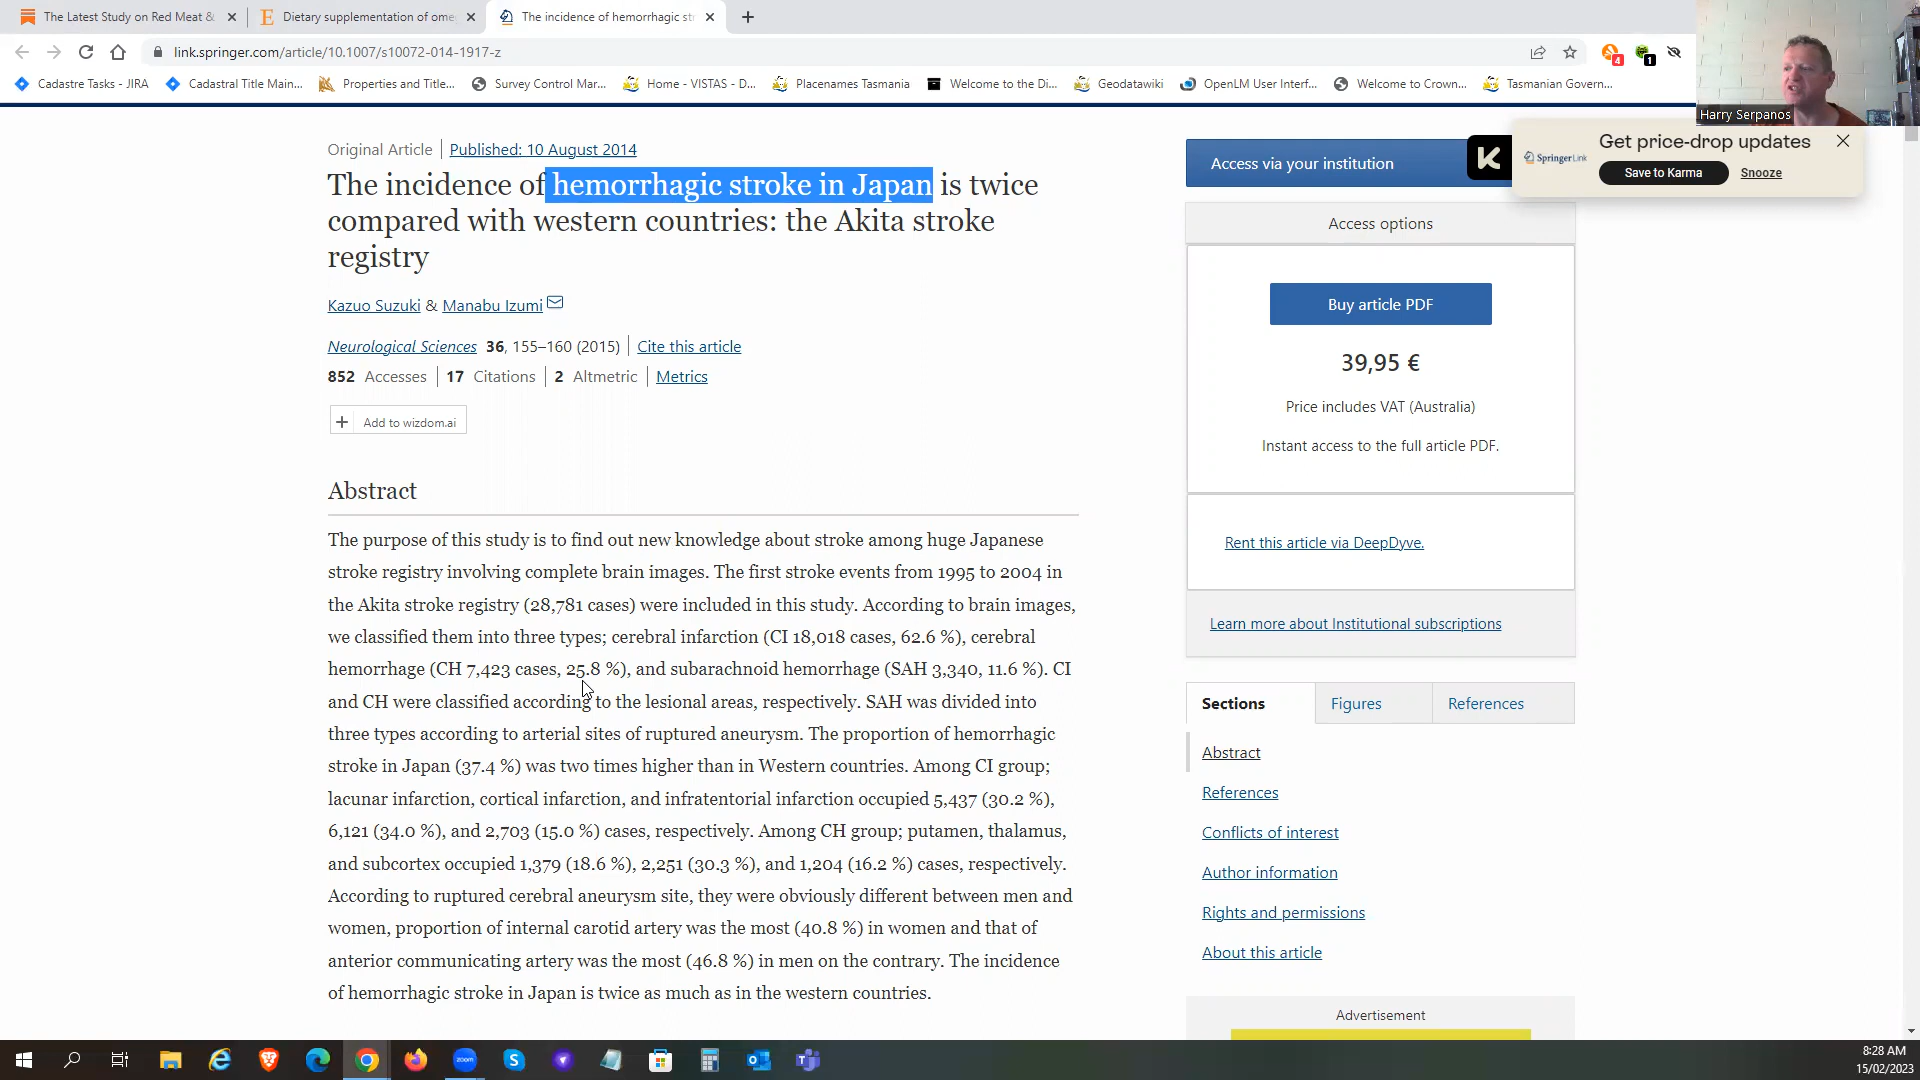 The Latest Study on Red Meat &
Dietary supplementation of ome
The incidence of hemorrhagic st
link.springer.com/article/10.1007/s10072-014-1917-z
4
1
Cadastre Tasks - JIRA
Cadastral Title Main...
Properties and Title...
Survey Control Mar...
Home - VISTAS - D...
Placenames Tasmania
Welcome to the Di...
Geodatawiki
OpenLM User Interf...
Welcome to Crown...
Tasmanian Govern...
Harry Serpanos
Original Article
Published: 10 August 2014
The incidence of hemorrhagic stroke in Japan is twice
compared with western countries: the Akita stroke
registry
Kazuo Suzuki & Manabu Izumi
Neurological Sciences 36, 155–160 (2015)
Cite this article
852 Accesses
17 Citations
2 Altmetric
Metrics
+ Add to wizdom.ai
Abstract
The purpose of this study is to find out new knowledge about stroke among huge Japanese
stroke registry involving complete brain images. The first stroke events from 1995 to 2004 in
the Akita stroke registry (28,781 cases) were included in this study. According to brain images,
we classified them into three types; cerebral infarction (CI 18,018 cases, 62.6 %), cerebral
hemorrhage (CH 7,423 cases, 25.8 %), and subarachnoid hemorrhage (SAH 3,340, 11.6 %). CI
and CH were classified according to the lesional areas, respectively. SAH was divided into
three types according to arterial sites of ruptured aneurysm. The proportion of hemorrhagic
stroke in Japan (37.4 %) was two times higher than in Western countries. Among CI group;
lacunar infarction, cortical infarction, and infratentorial infarction occupied 5,437 (30.2 %),
6,121 (34.0 %), and 2,703 (15.0 %) cases, respectively. Among CH group; putamen, thalamus,
and subcortex occupied 1,379 (18.6 %), 2,251 (30.3 %), and 1,204 (16.2 %) cases, respectively.
According to ruptured cerebral aneurysm site, they were obviously different between men and
women, proportion of internal carotid artery was the most (40.8 %) in women and that of
anterior communicating artery was the most (46.8 %) in men on the contrary. The incidence
of hemorrhagic stroke in Japan is twice as much as in the western countries.
Access via your institution
K
Springer Link
Get price-drop updates
Save to Karma
Snooze
Access options
Buy article PDF
39,95 €
Price includes VAT (Australia)
Instant access to the full article PDF.
Rent this article via DeepDyve.
Learn more about Institutional subscriptions
Sections
Figures
References
Abstract
References
Conflicts of interest
Author information
Rights and permissions
About this article
Advertisement
zoom
8:28 AM
15/02/2023